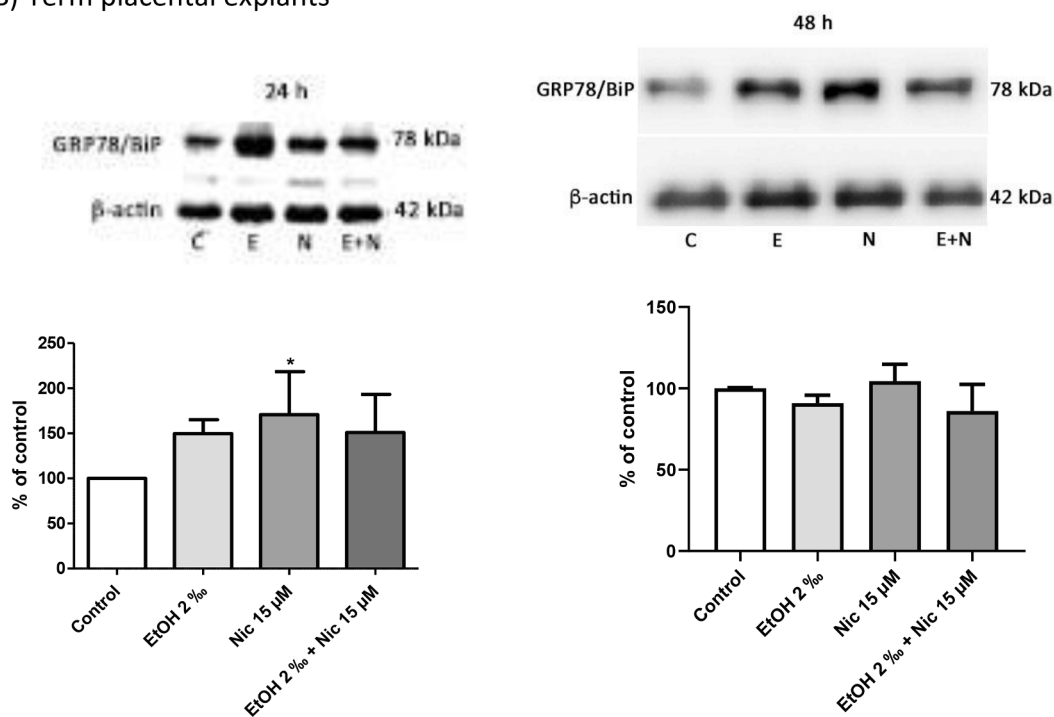 Term placental explants
24 h
GRP78/BiP
78 kDa
β-actin
42 kDa
C E N E+N
48 h
GRP78/BiP
78 kDa
β-actin
42 kDa
C E N E+N
% of control
250
200
150
100
50
0
*
Control
EtOH 2 ‰
Nic 15 µM
EtOH 2 ‰ + Nic 15 µM
% of control
150
100
50
0
Control
EtOH 2 ‰
Nic 15 µM
EtOH 2 ‰ + Nic 15 µM